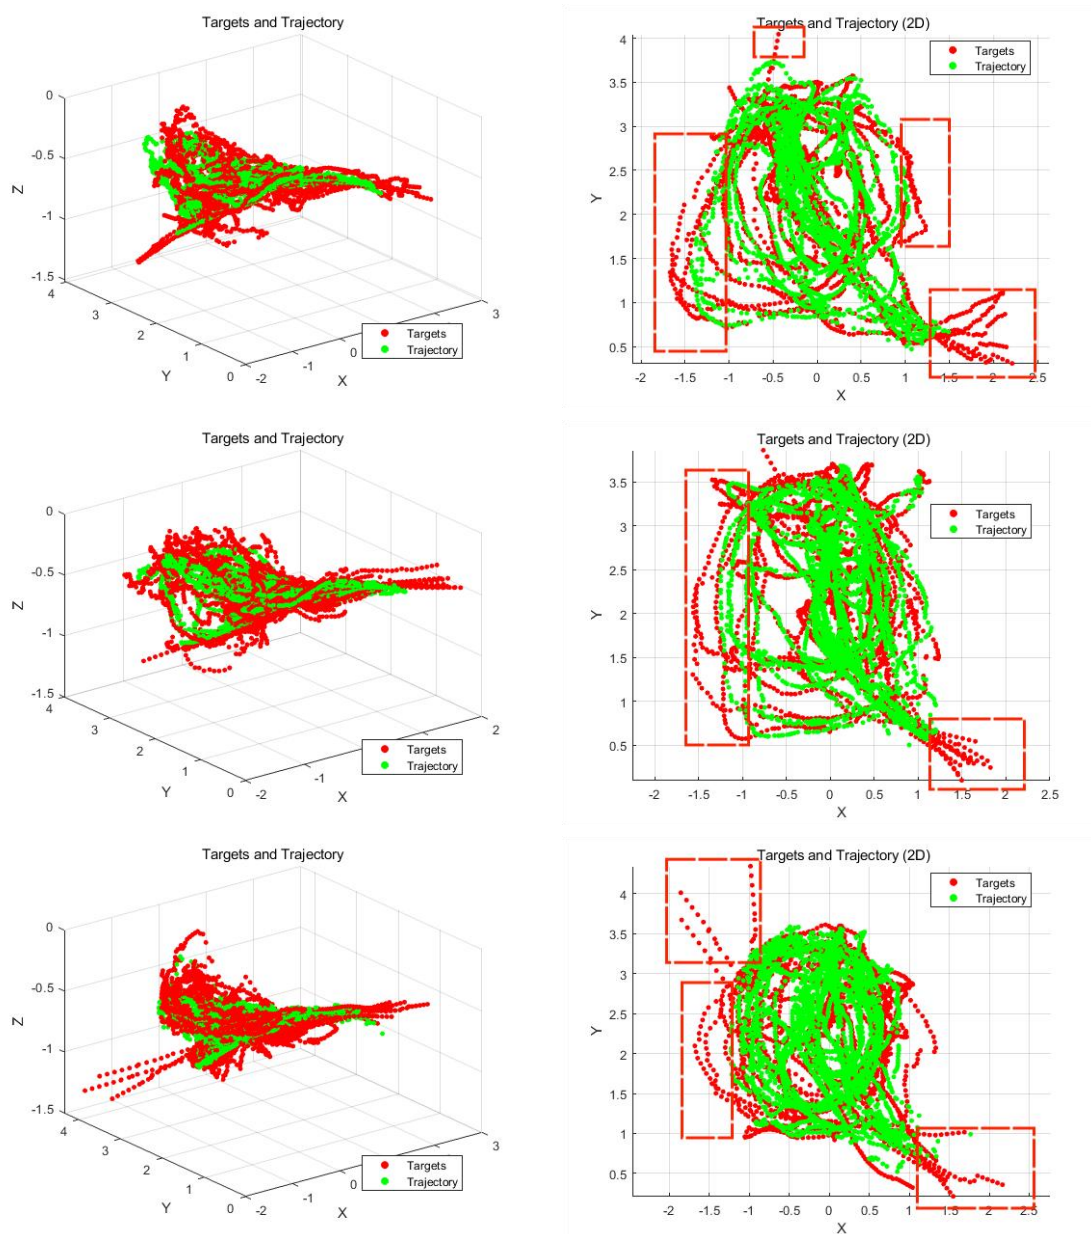 Targets and Trajectory
0
-0.5
-1
-1.5
Z
4
3
2
1
0
Y
-2
-1
0
3
X
Targets
Trajectory
Targets and Trajectory (2D)
4
3.5
3
2.5
2
1.5
1
0.5
Y
-2 -1.5 -1 -0.5 0 0.5 1 1.5 2 2.5
X
Targets
Trajectory
Targets and Trajectory
0
-0.5
-1
-1.5
Z
4
3
2
1
0
Y
-2
-1
2
X
Targets
Trajectory
Targets and Trajectory (2D)
3.5
3
2.5
2
1.5
1
0.5
Y
-2 -1.5 -1 -0.5 0 0.5 1 1.5 2 2.5
X
Targets
Trajectory
Targets and Trajectory
0
-0.5
-1
-1.5
Z
4
3
2
1
0
Y
-2
-1
0
3
X
Targets
Trajectory
Targets and Trajectory (2D)
4
3.5
3
2.5
2
1.5
1
0.5
Y
-2 -1.5 -1 -0.5 0 0.5 1 1.5 2 2.5
X
Targets
Trajectory